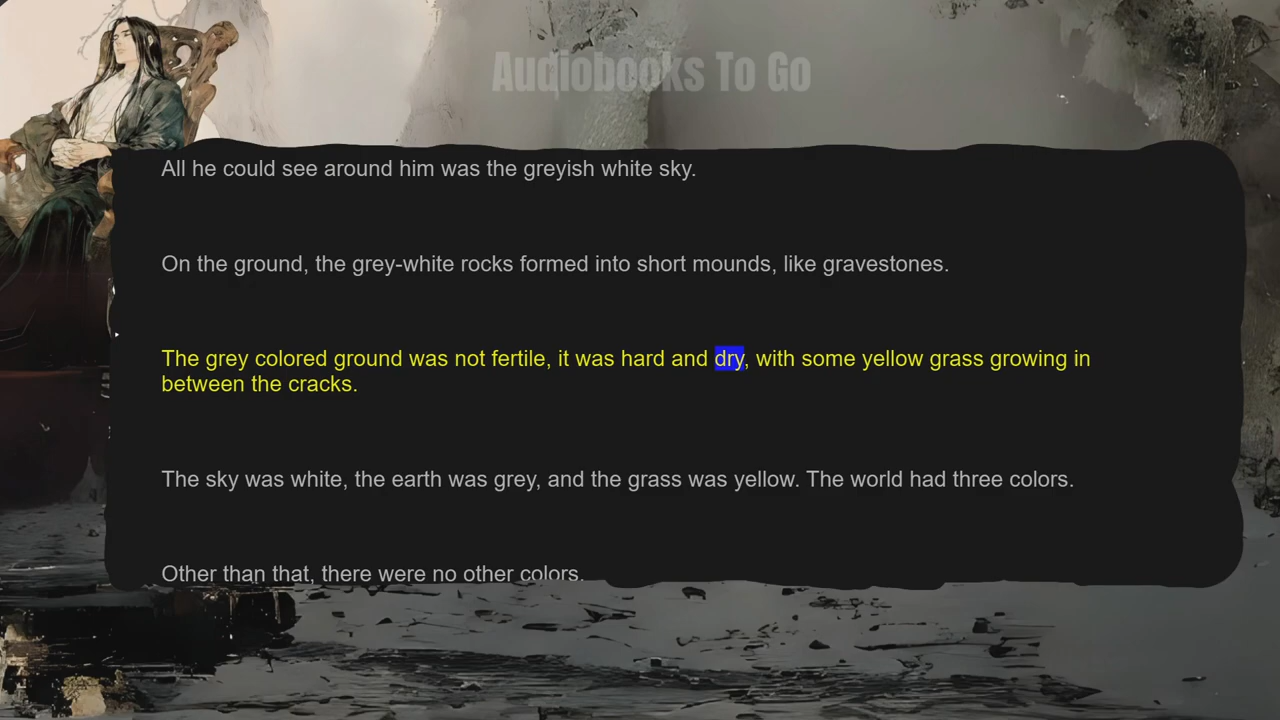 Audiobooks To Go
All he could see around him was the greyish white sky.
On the ground, the grey-white rocks formed into short mounds, like gravestones.
The grey colored ground was not fertile, it was hard and dry, with some yellow grass growing in
between the cracks.
The sky was white, the earth was grey, and the grass was yellow. The world had three colors.
Other than that, there were no other colors.